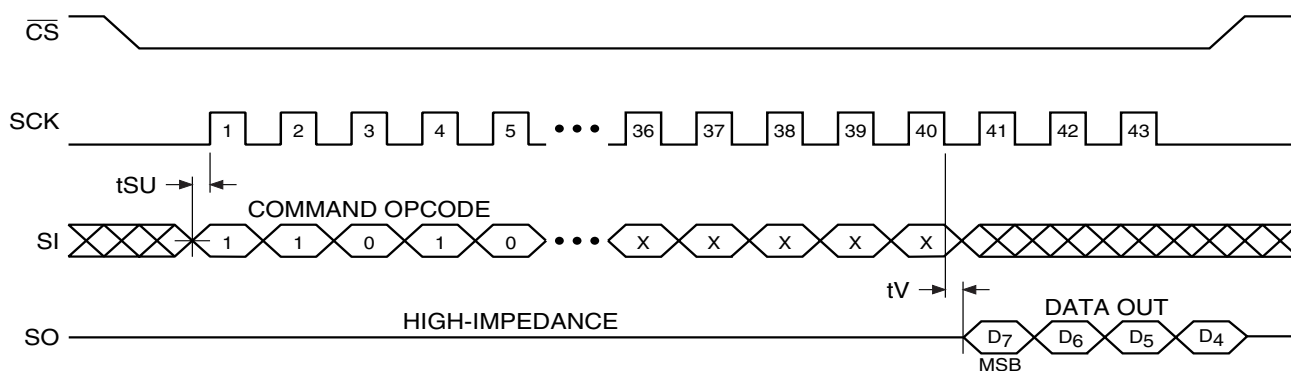 CS
SCK
1 2 3 4 5 ••• 36 37 38 39 40 41 42 43
tSU
COMMAND OPCODE
SI
1 1 0 1 0 ••• X X X X X
tV
HIGH-IMPEDANCE
DATA OUT
SO
D7 D6 D5 D4
MSB